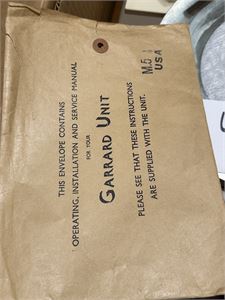 THIS ENVELOPE CONTAINS
OPERATING, INSTALLATION AND SERVICE MANUAL
FOR YOUR
GARRARD UNIT
PLEASE SEE THAT THESE INSTRUCTIONS
ARE SUPPLIED WITH THE UNIT.
USA